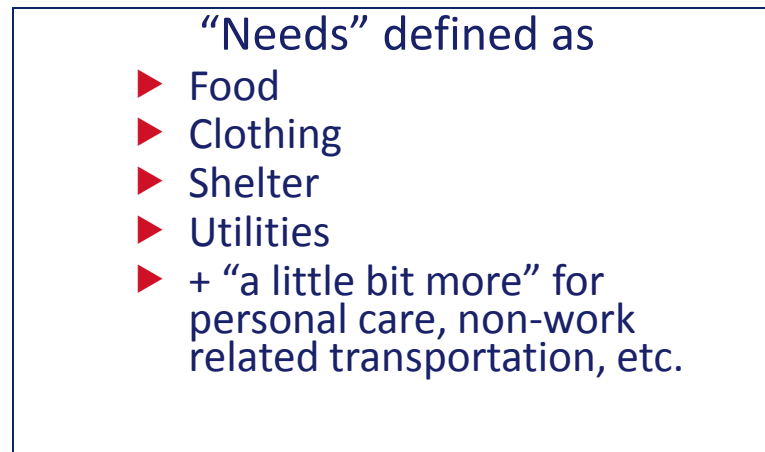 “Needs” defined as
Food
Clothing
Shelter
Utilities
+ “a little bit more” for
personal care, non-work
related transportation, etc.